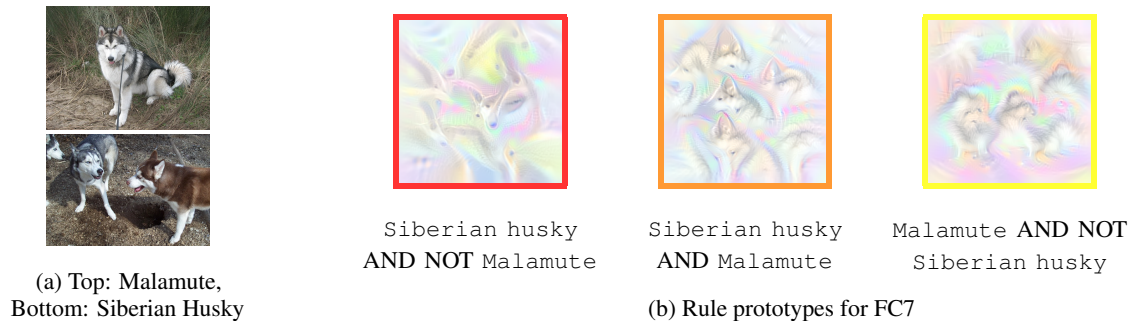 (a) Top: Malamute,
Bottom: Siberian Husky
Siberian husky
AND NOT Malamute
Siberian husky
AND Malamute
Malamute AND NOT
Siberian husky
(b) Rule prototypes for FC7